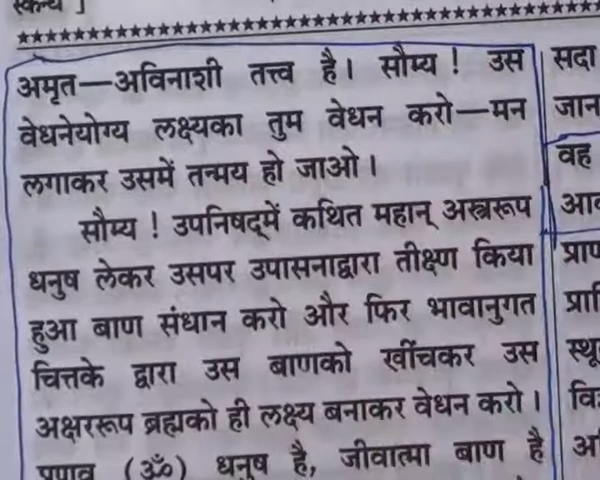 स्कन्ध ]
अमृत—अविनाशी तत्त्व है। सौम्य ! उस
वेधनेयोग्य लक्ष्यका तुम वेधन करो—मन
लगाकर उसमें तन्मय हो जाओ।
सौम्य ! उपनिषद्में कथित महान् अस्त्ररूप
धनुष लेकर उसपर उपासनाद्वारा तीक्ष्ण किया
हुआ बाण संधान करो और फिर भावानुगत
चित्तके द्वारा उस बाणको खींचकर उस
अक्षररूप ब्रह्मको ही लक्ष्य बनाकर वेधन करो।
प्रणव (ॐ) धनुष है, जीवात्मा बाण है
सदा
जान
वह